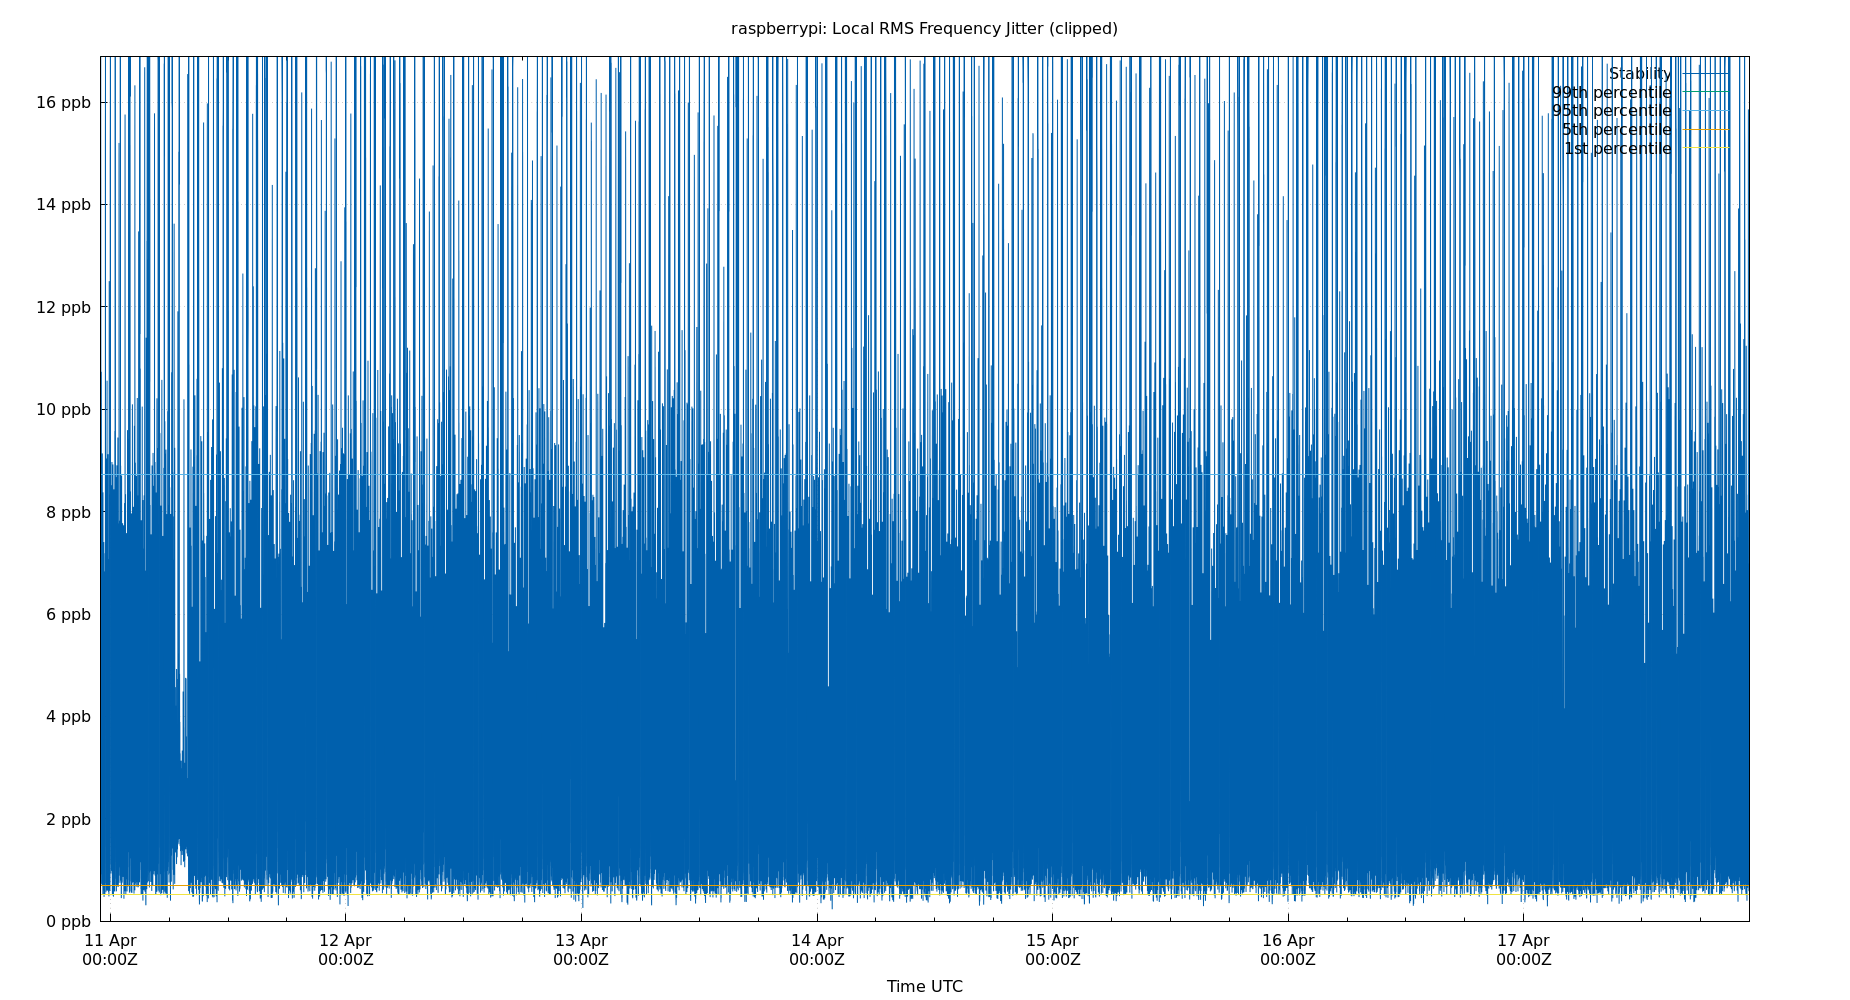 raspberrypi: Local RMS Frequency Jitter (clipped)
Stability
99th percentile
95th percentile
5th percentile
1st percentile
16 ppb
14 ppb
12 ppb
10 ppb
8 ppb
6 ppb
4 ppb
2 ppb
0 ppb
11 Apr 12 Apr 13 Apr 14 Apr 15 Apr 16 Apr 17 Apr
00:00Z 00:00Z 00:00Z 00:00Z 00:00Z 00:00Z 00:00Z
Time UTC